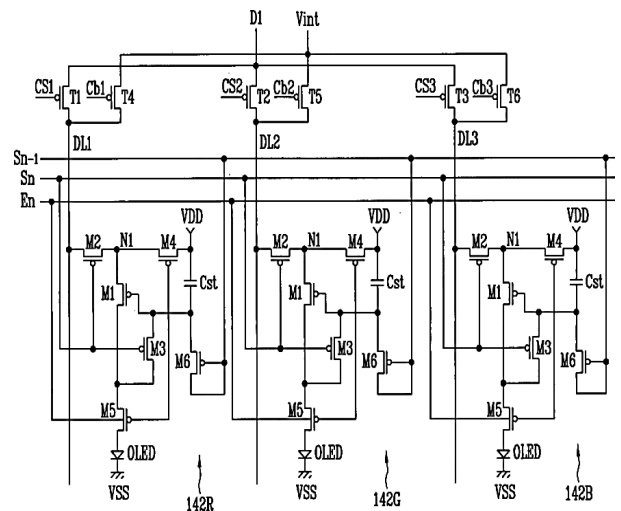 D1 Vint
CS1 T1 Cb1 T4 CS2 T2 Cb2 T5 CS3 T3 Cb3 T6
DL1 DL2 DL3
Sn-1
Sn
En
VDD VDD VDD
M2 N1 M4 M2 N1 M4 M2 N1 M4
Cst Cst Cst
M1 M1 M1
M3 M6 M3 M6 M3 M6
M5 M5 M5
OLED OLED OLED
VSS VSS VSS
142R 142G 142B